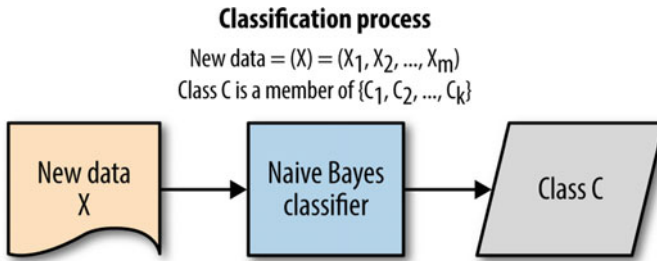 Classification process
New data = (X) = (X1, X2, ..., Xm)
Class C is a member of {C1, C2, ..., Ck}
New data
X
Naive Bayes
classifier
Class C